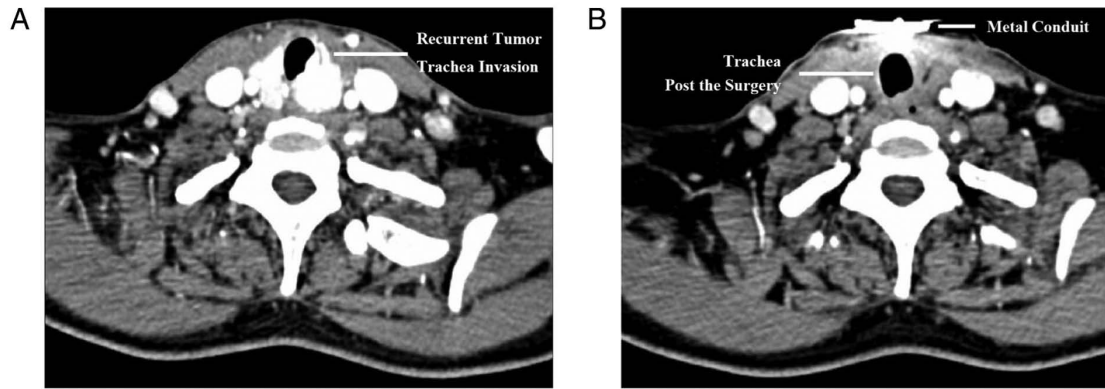 A
Recurrent Tumor
Trachea Invasion
B
Metal Conduit
Trachea
Post the Surgery